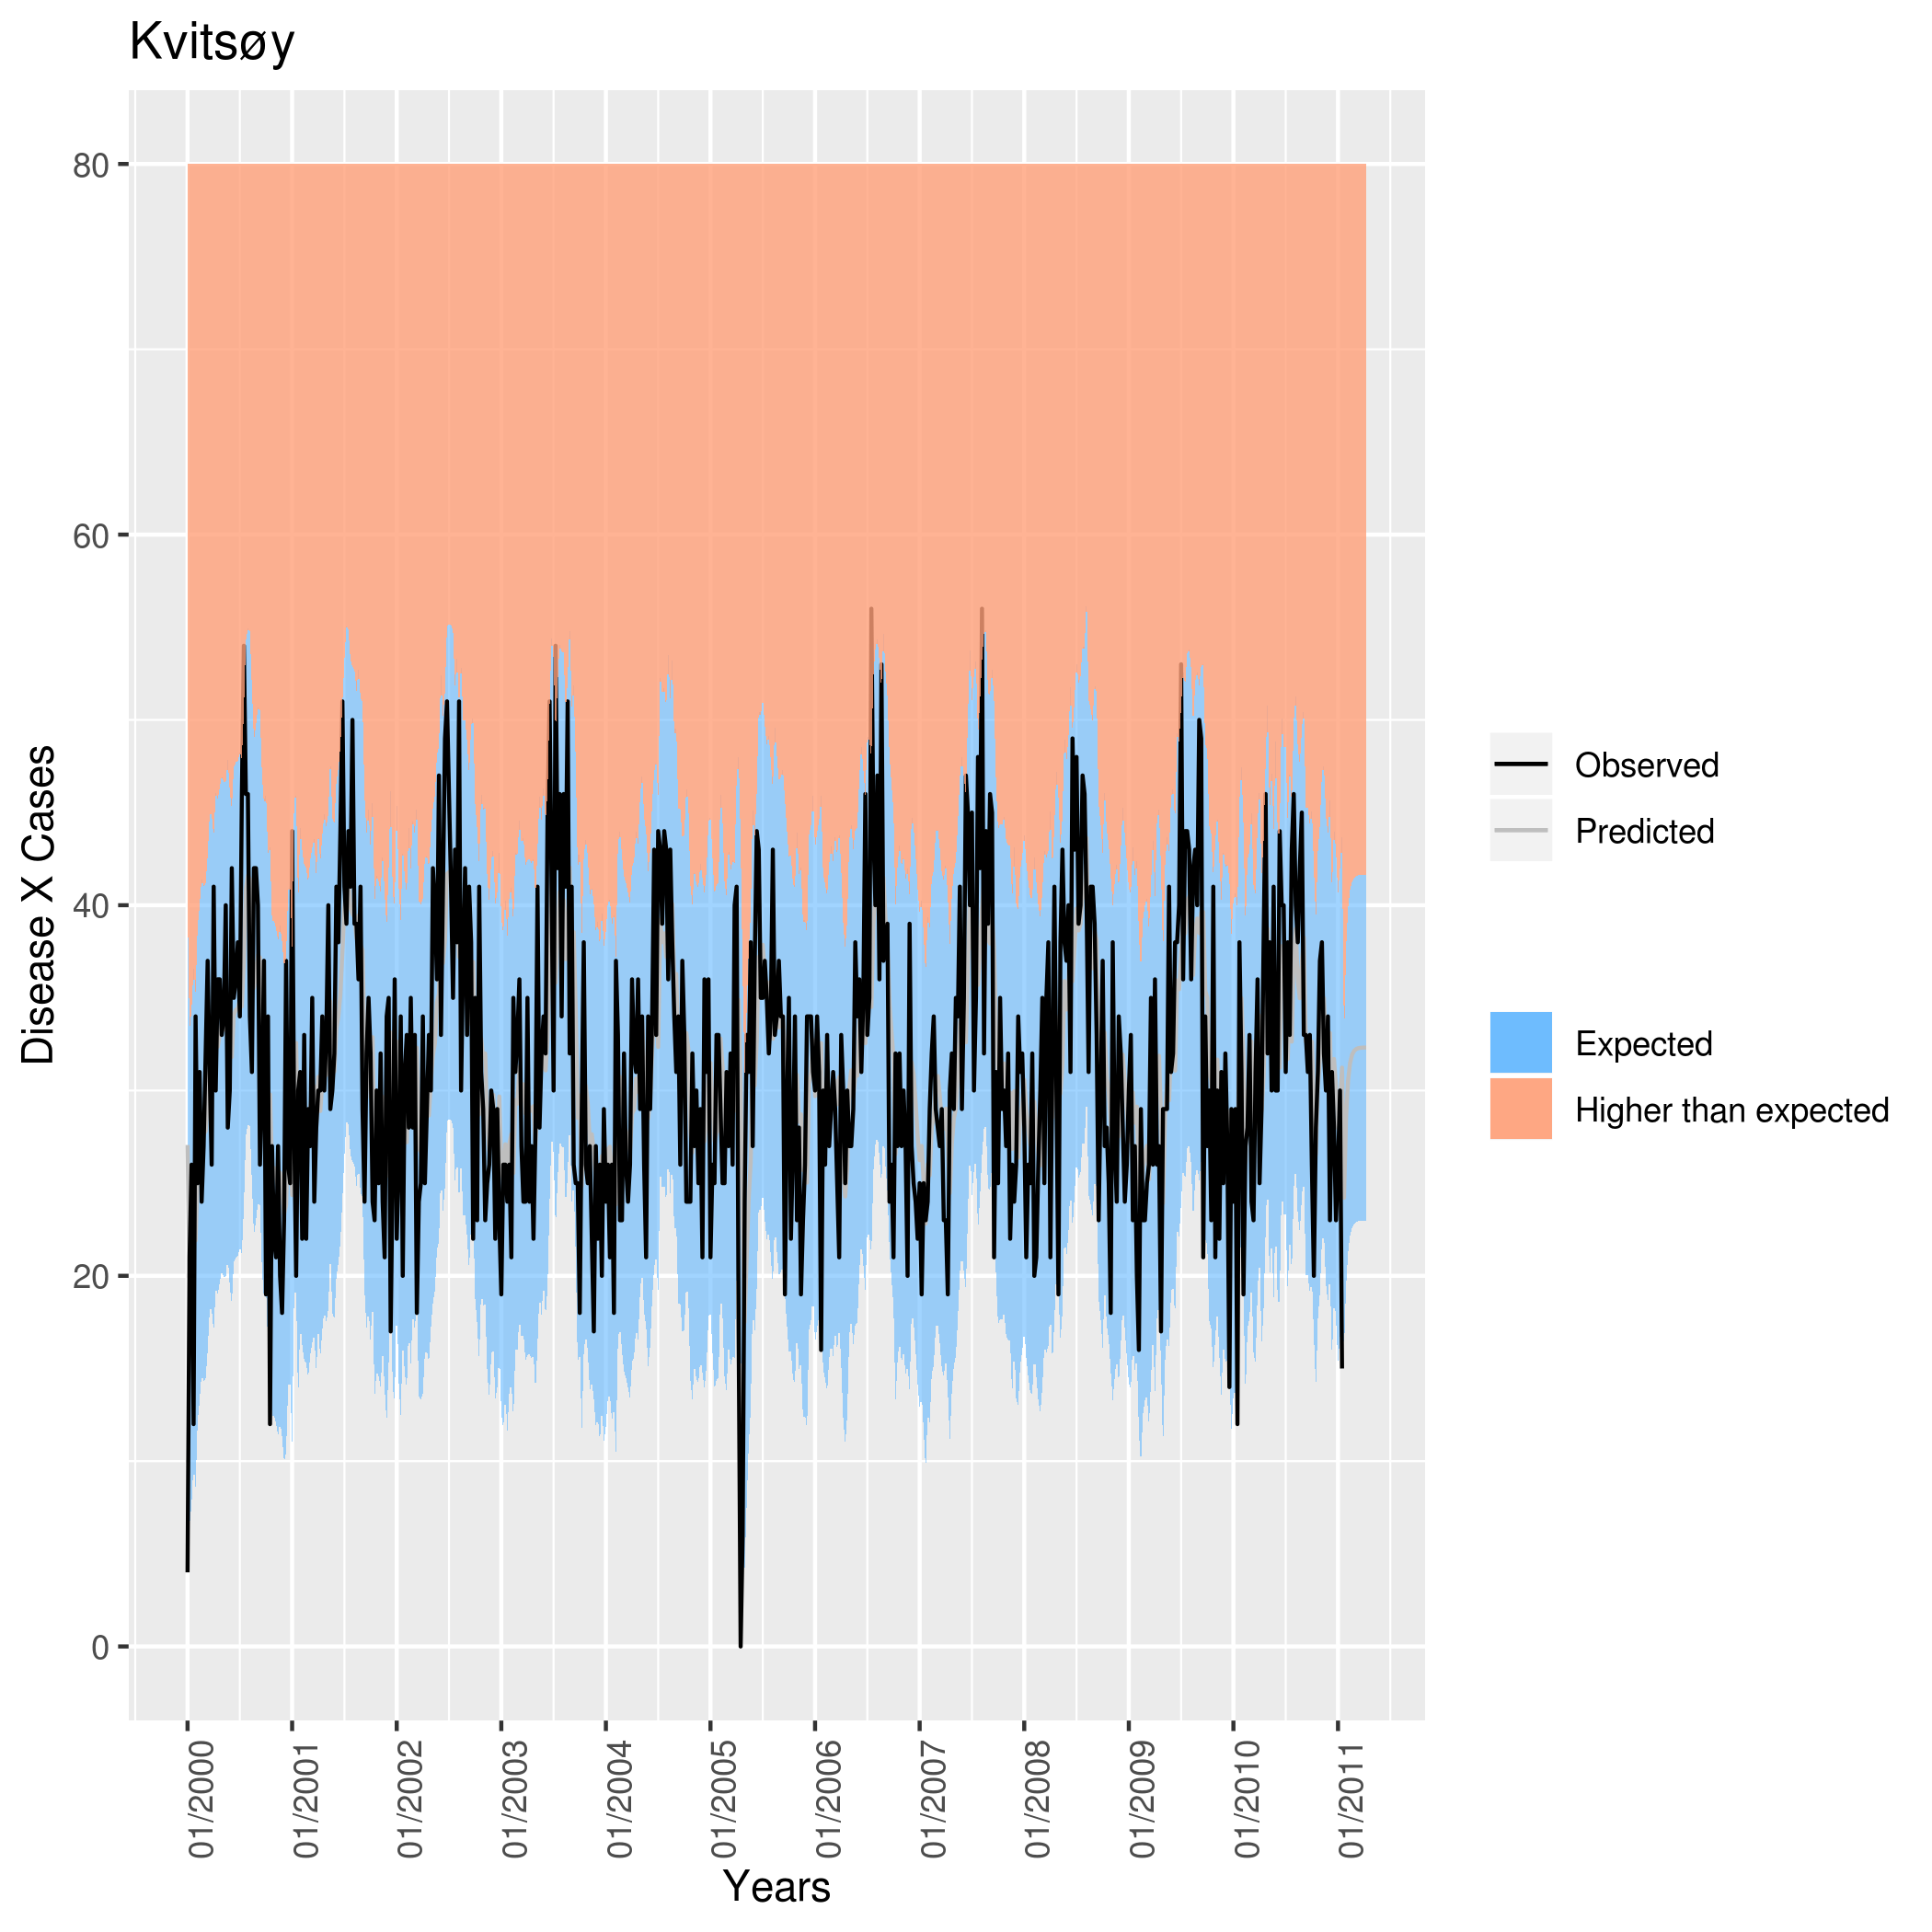 Kvitsøy
80
60
40
20
0
Disease X Cases
01/2000
01/2001
01/2002
01/2003
01/2004
01/2005
01/2006
01/2007
01/2008
01/2009
01/2010
01/2011
Years
Observed
Predicted
Expected
Higher than expected